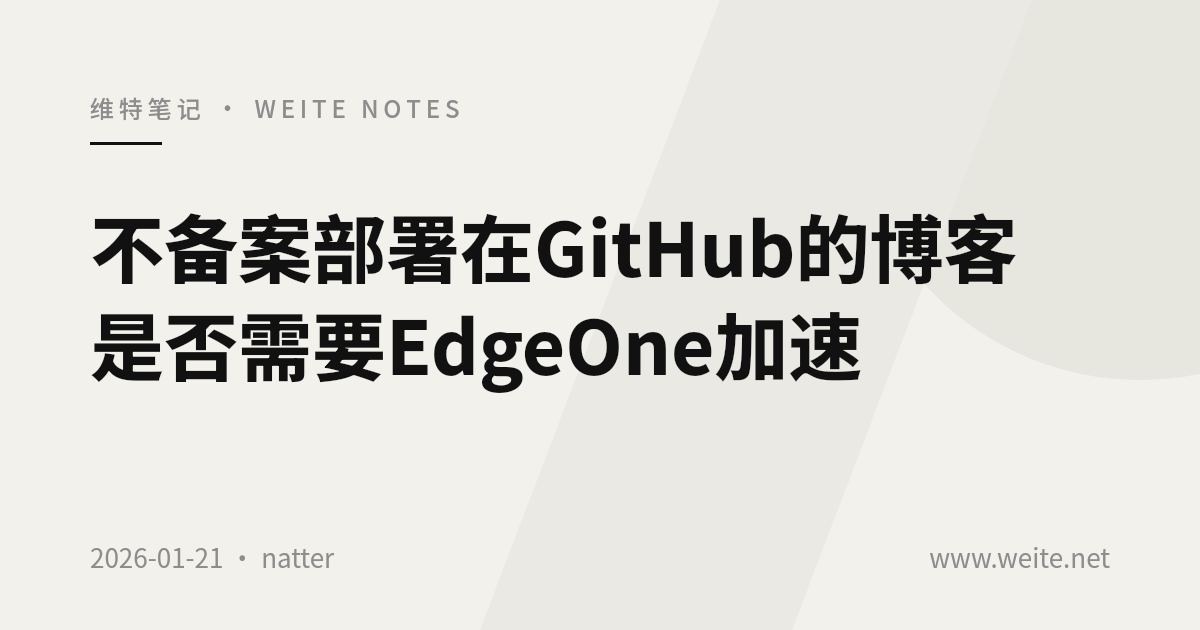 维特笔记 · WEITE NOTES
不备案部署在GitHub的博客
是否需要EdgeOne加速
2026-01-21 · natter
www.weite.net